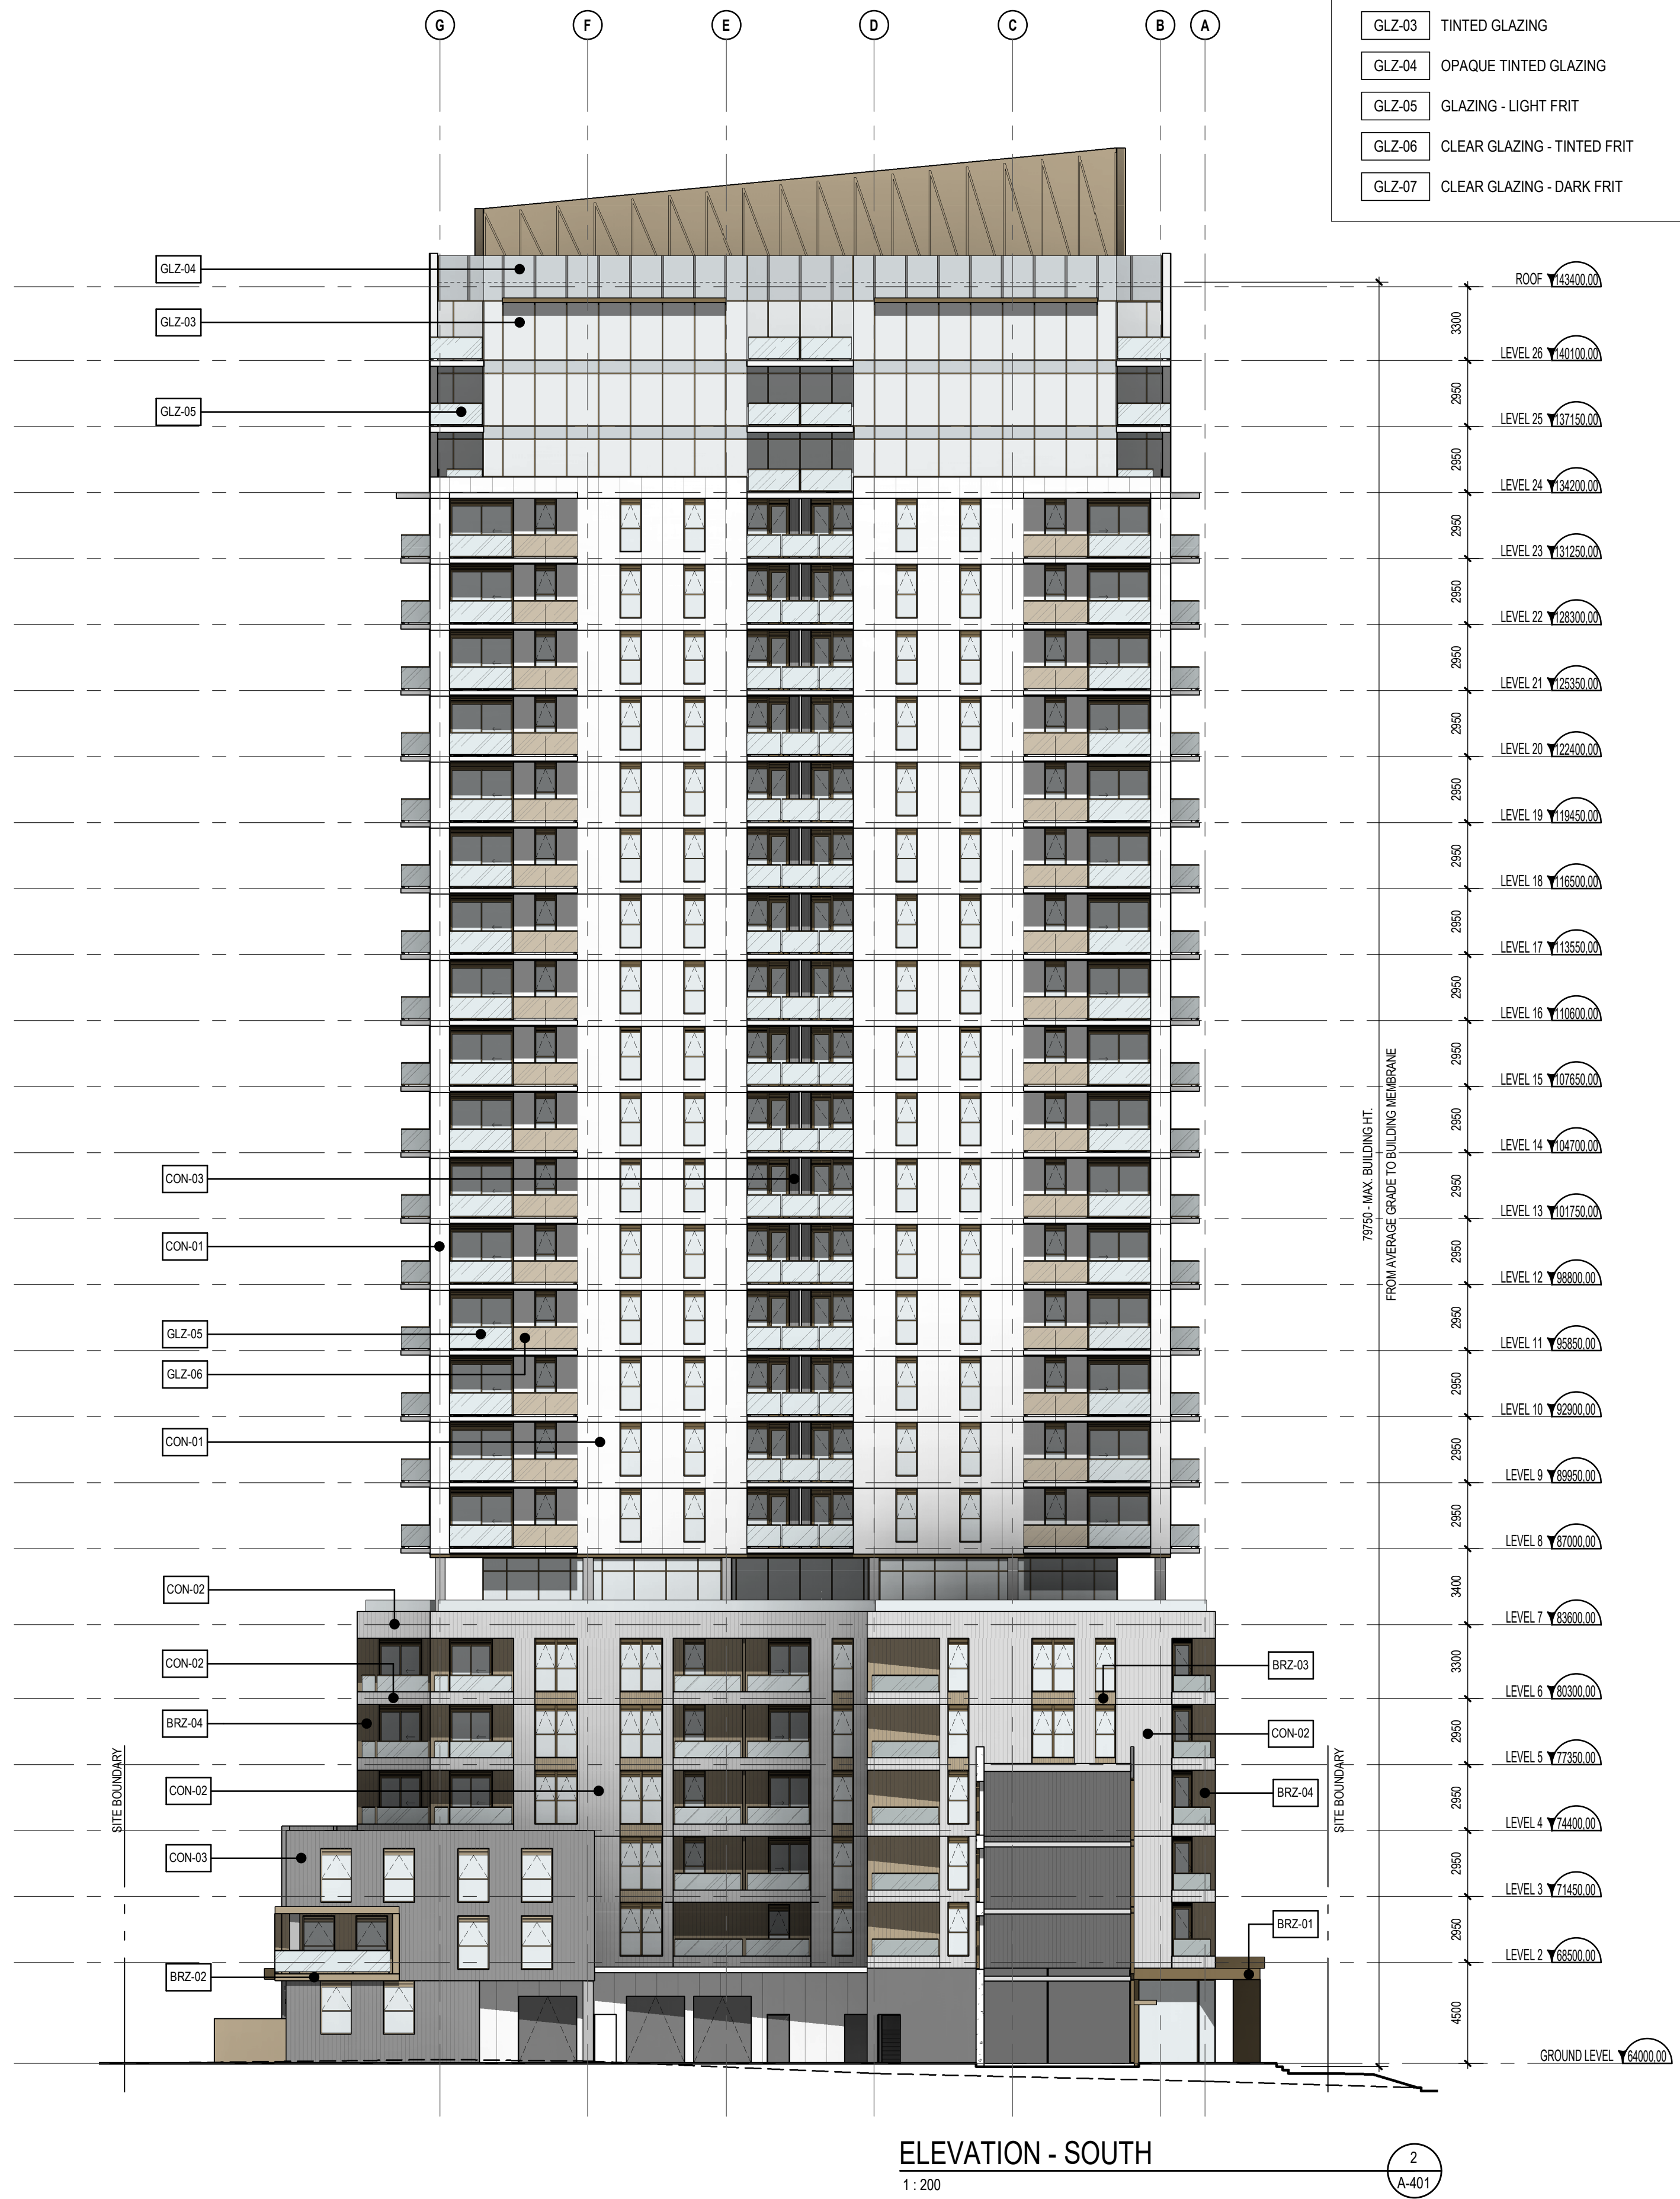 G F E D C B A
GLZ-03 TINTED GLAZING
GLZ-04 OPAQUE TINTED GLAZING
GLZ-05 GLAZING - LIGHT FRIT
GLZ-06 CLEAR GLAZING - TINTED FRIT
GLZ-07 CLEAR GLAZING - DARK FRIT
GLZ-04
GLZ-03
GLZ-05
CON-03
CON-01
GLZ-05
GLZ-06
CON-01
CON-02
CON-02
BRZ-04
CON-02
CON-03
BRZ-02
SITE BOUNDARY
BRZ-03
CON-02
BRZ-04
BRZ-01
SITE BOUNDARY
79750 - MAX. BUILDING HT.
FROM AVERAGE GRADE TO BUILDING MEMBRANE
ROOF 143400.00
3300
LEVEL 26 140100.00
2950
LEVEL 25 137150.00
2950
LEVEL 24 134200.00
2950
LEVEL 23 131250.00
2950
LEVEL 22 128300.00
2950
LEVEL 21 125350.00
2950
LEVEL 20 122400.00
2950
LEVEL 19 119450.00
2950
LEVEL 18 116500.00
2950
LEVEL 17 113550.00
2950
LEVEL 16 110600.00
2950
LEVEL 15 107650.00
2950
LEVEL 14 104700.00
2950
LEVEL 13 101750.00
2950
LEVEL 12 98800.00
2950
LEVEL 11 95850.00
2950
LEVEL 10 92900.00
2950
LEVEL 9 89950.00
2950
LEVEL 8 87000.00
3400
LEVEL 7 83600.00
3300
LEVEL 6 80300.00
2950
LEVEL 5 77350.00
2950
LEVEL 4 74400.00
2950
LEVEL 3 71450.00
2950
LEVEL 2 68500.00
4500
GROUND LEVEL 64000.00
ELEVATION - SOUTH
1 : 200
2
A-401